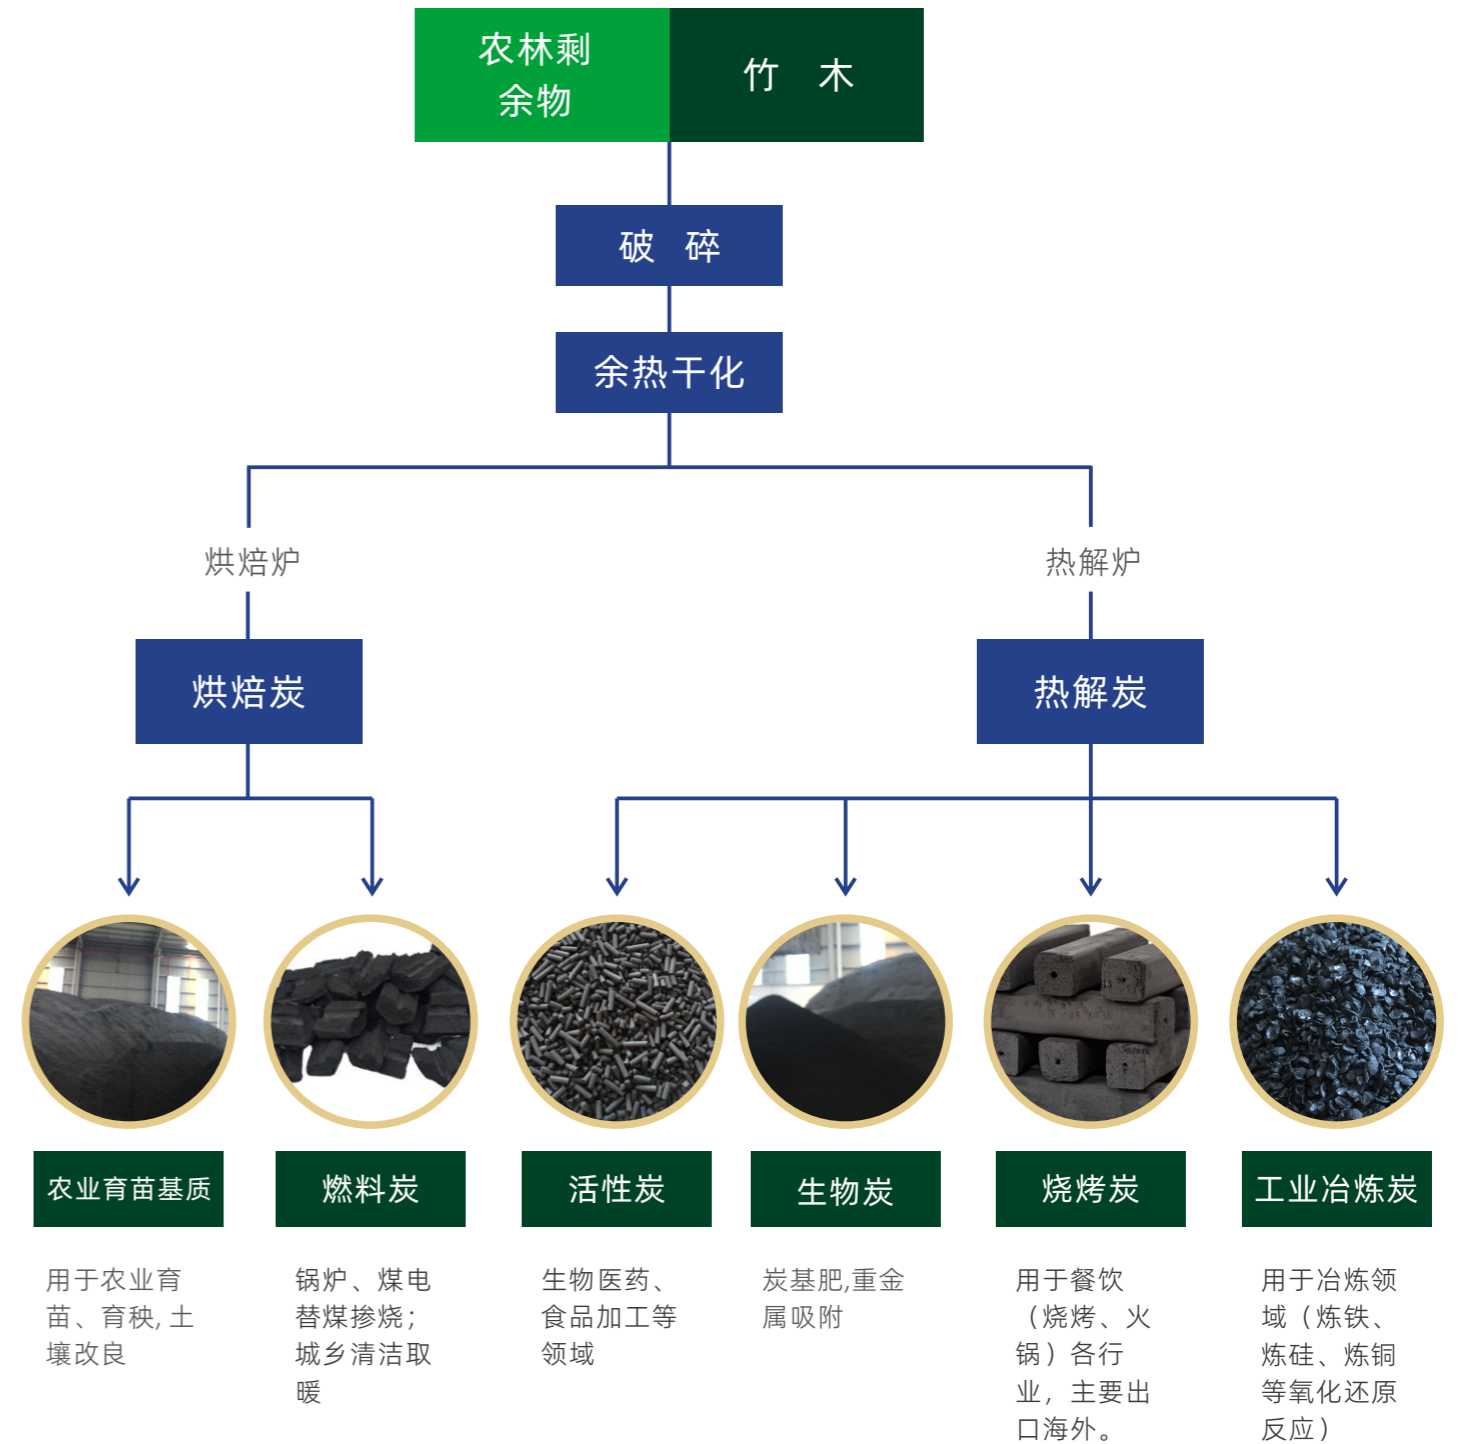 农林剩
余物
竹 木
破 碎
余热干化
烘焙炉
热解炉
烘焙炭
热解炭
农业育苗基质
燃料炭
活性炭
生物炭
烧烤炭
工业冶炼炭
用于农业育
苗、育秧,土
壤改良
锅炉、煤电
替煤掺烧；
城乡清洁取
暖
生物医药、
食品加工等
领域
炭基肥,重金
属吸附
用于餐饮
（烧烤、火
锅）各行
业，主要出
口海外。
用于冶炼领
域（炼铁、
炼硅、炼铜
等氧化还原
反应）